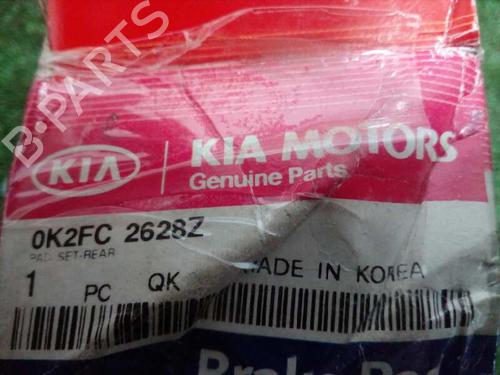 B-PARTS
KIA
KIA MOTORS
Genuine Parts
0K2FC 2628Z
PAD SET-REAR
1 PC QK MADE IN KOREA